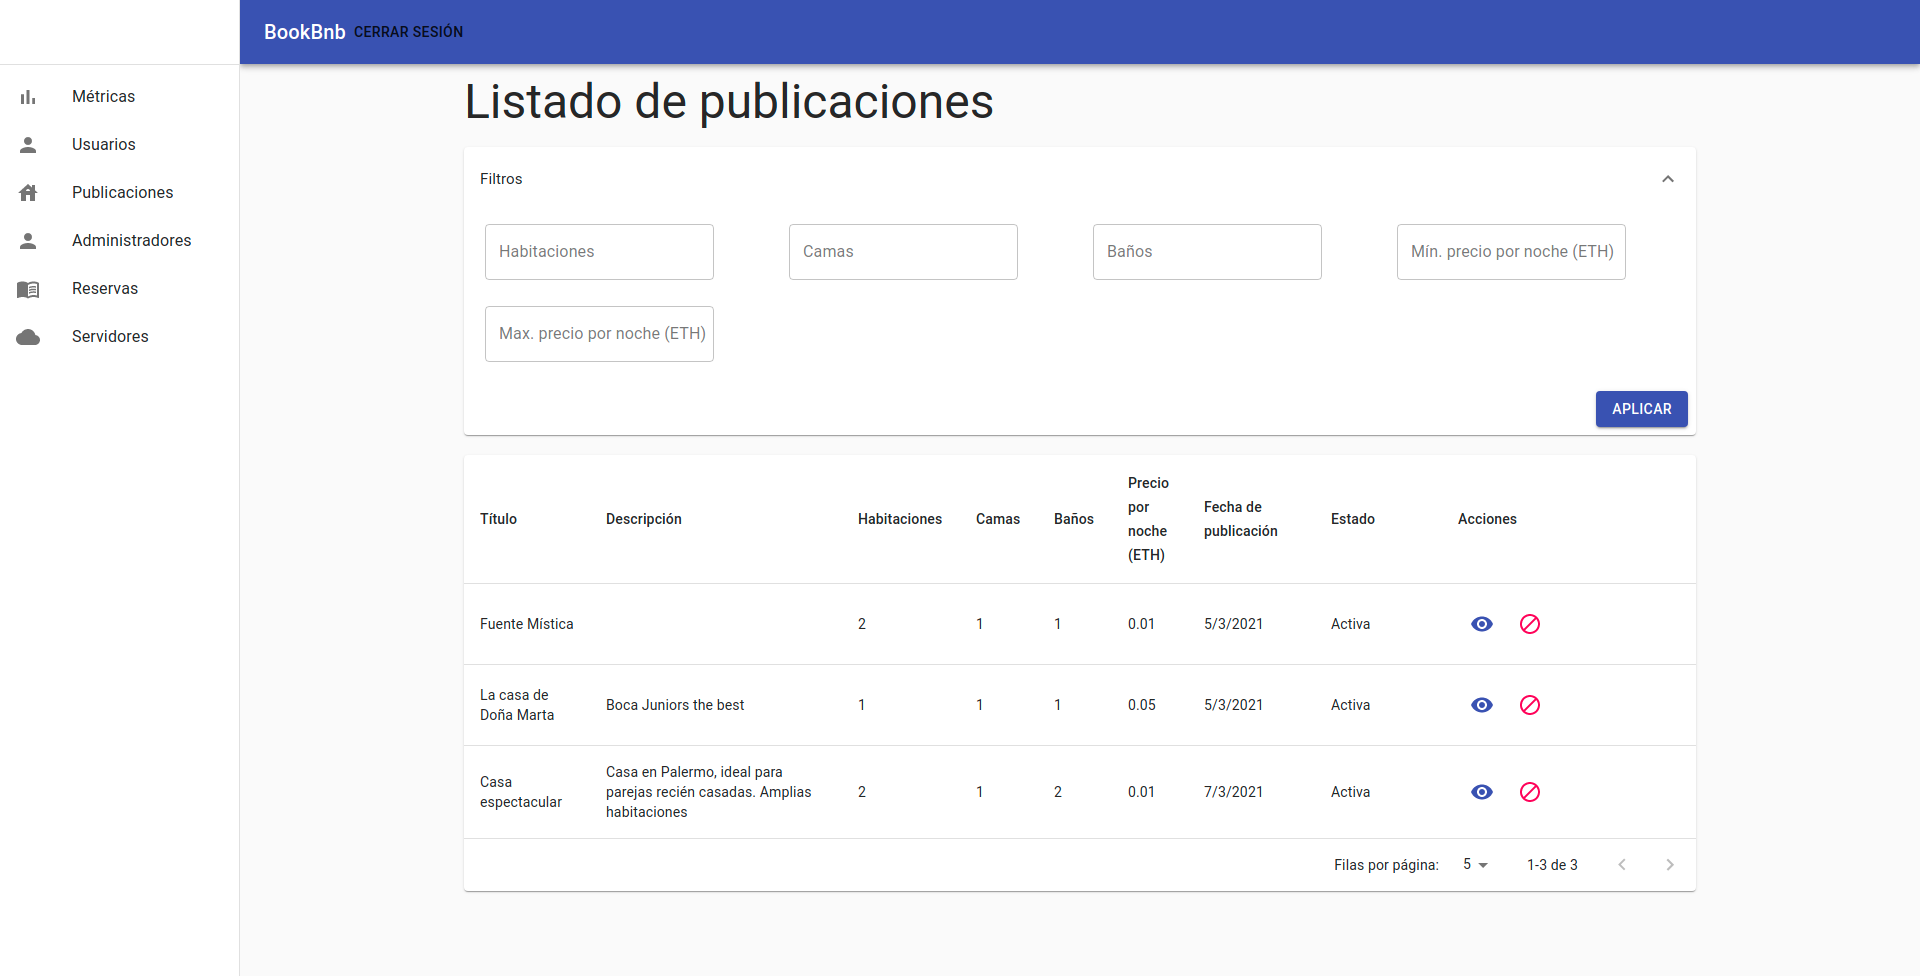 BookBnb CERRAR SESIÓN
Métricas
Usuarios
Publicaciones
Administradores
Reservas
Servidores
Listado de publicaciones
Filtros
Habitaciones
Camas
Baños
Mín. precio por noche (ETH)
Max. precio por noche (ETH)
APLICAR
Título
Descripción
Habitaciones
Camas
Baños
Precio
por
noche
(ETH)
Fecha de
publicación
Estado
Acciones
Fuente Mística
2
1
1
0.01
5/3/2021
Activa
La casa de
Doña Marta
Boca Juniors the best
1
1
1
0.05
5/3/2021
Activa
Casa
espectacular
Casa en Palermo, ideal para
parejas recién casadas. Amplias
habitaciones
2
1
2
0.01
7/3/2021
Activa
Filas por página:
5
1-3 de 3